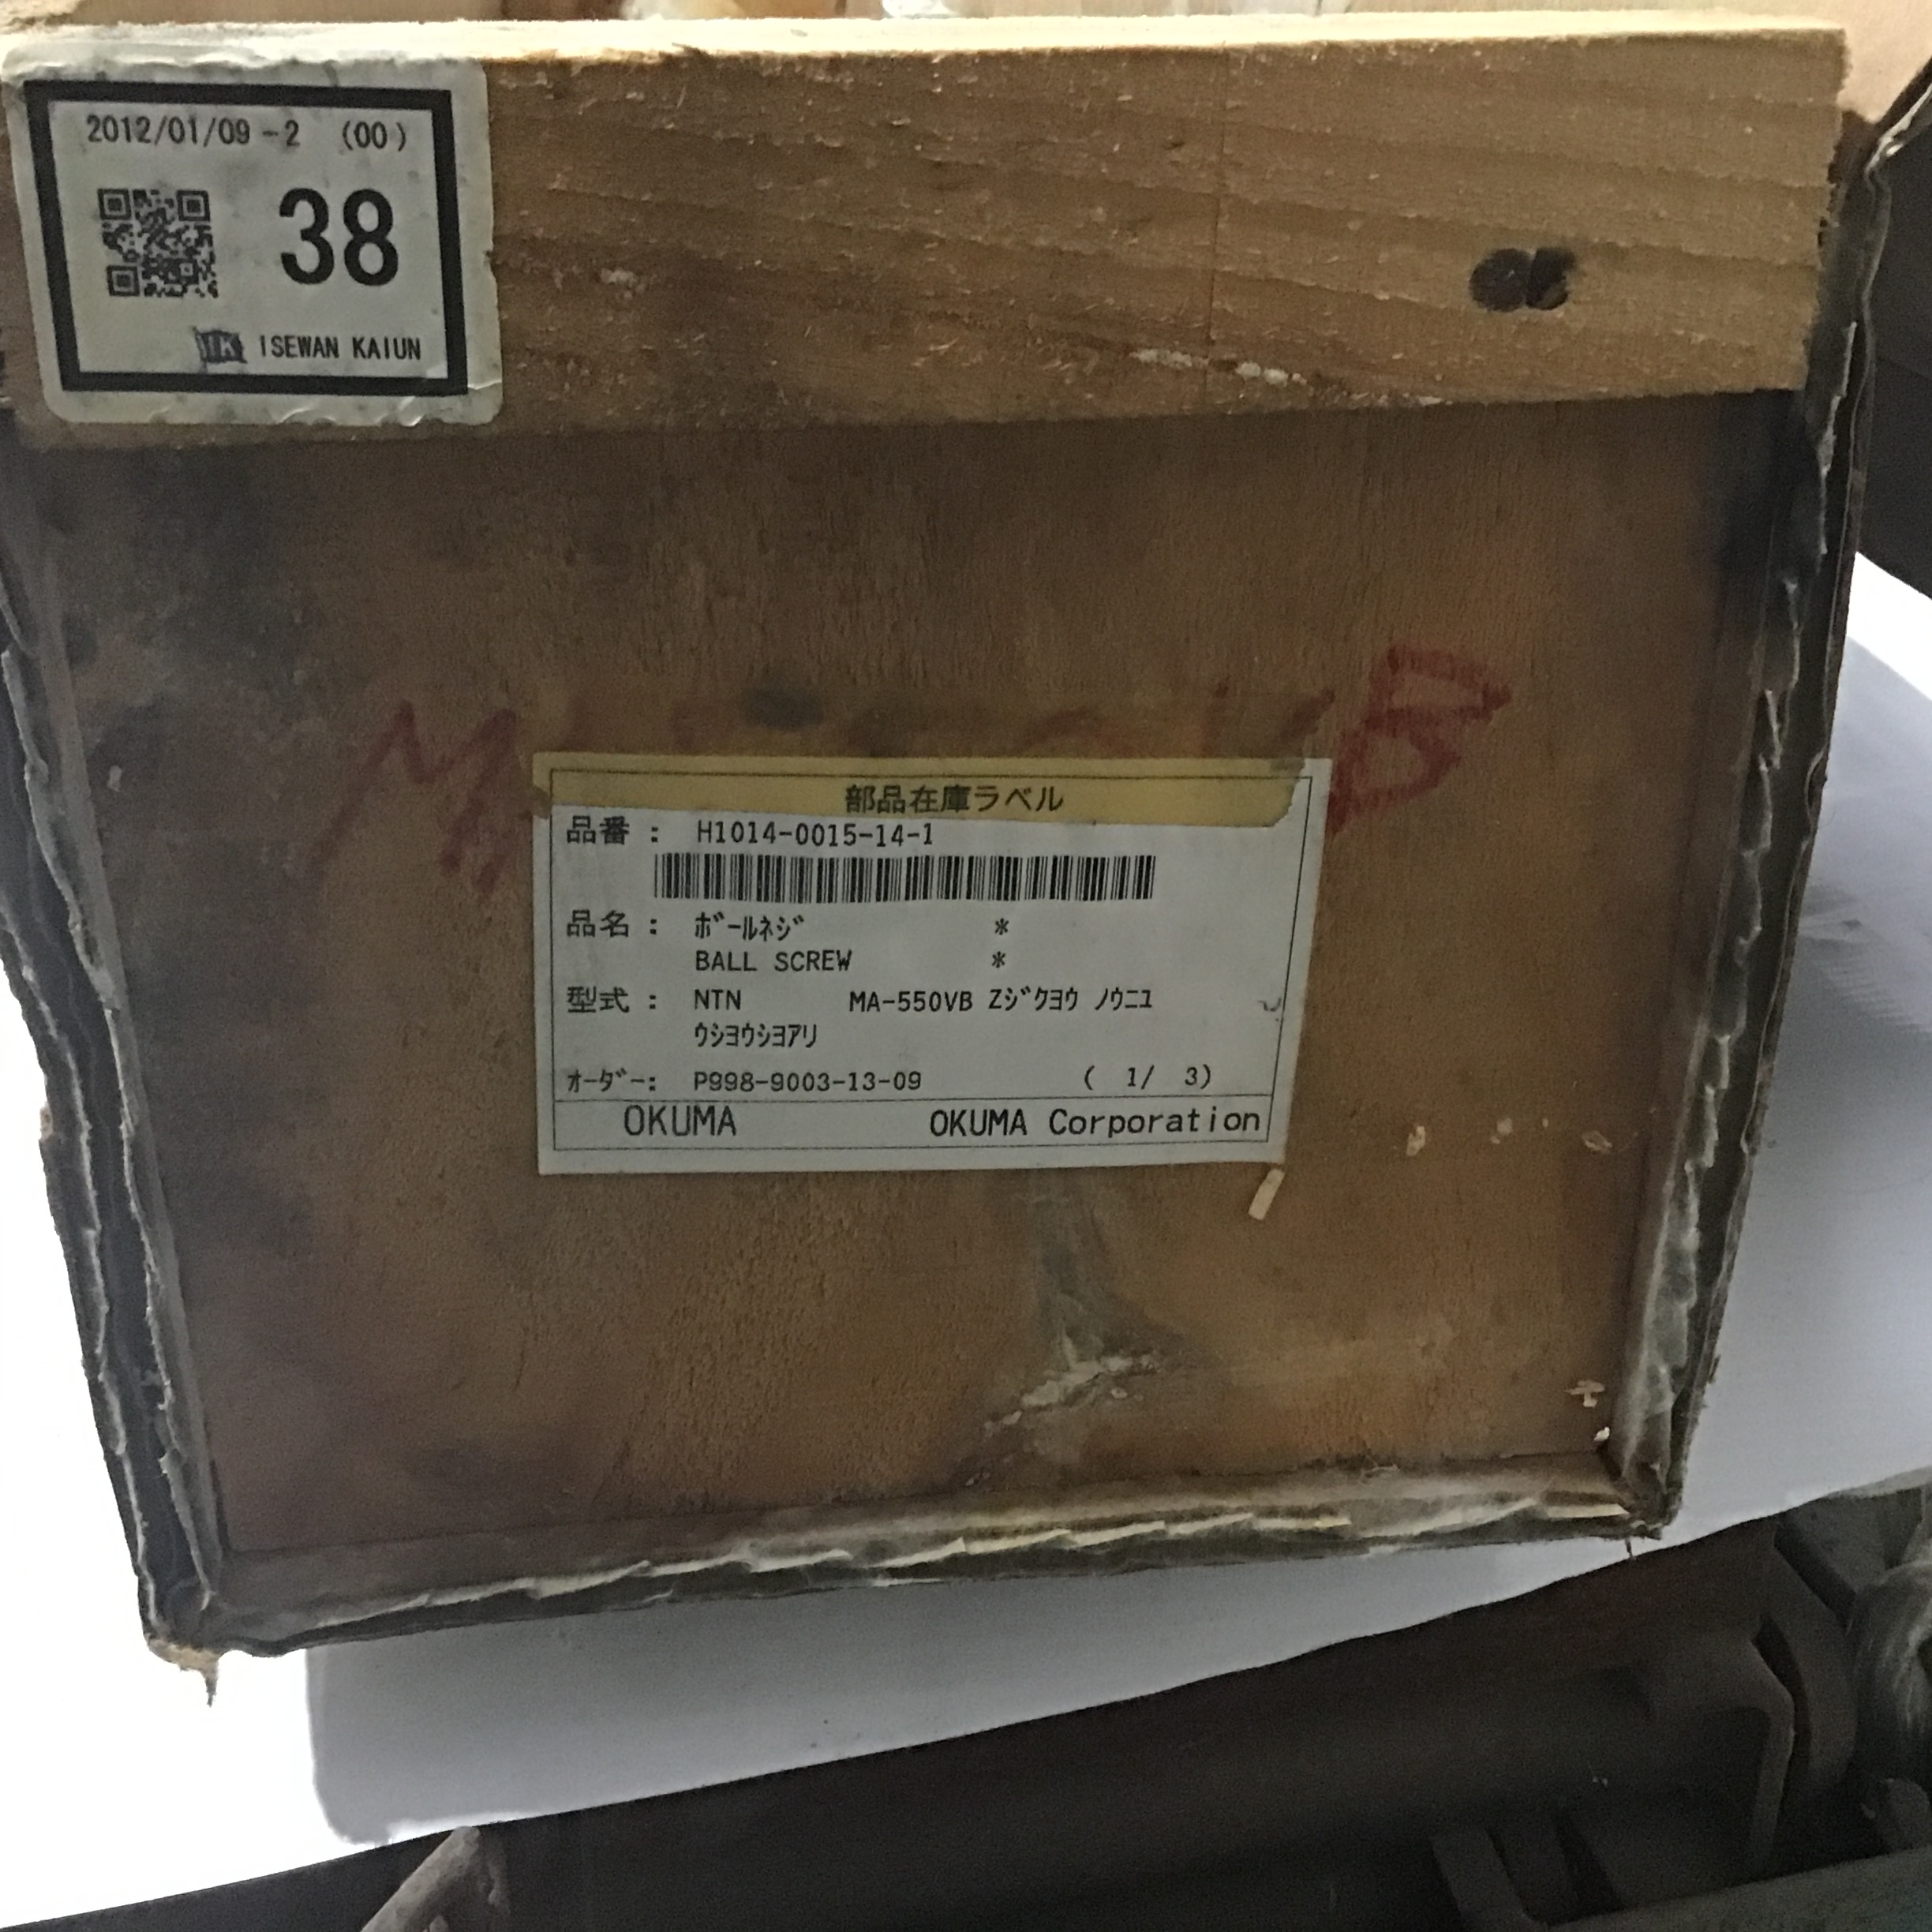 2012/01/09-2 (00)
38
IK ISEWAN KAIUN
部品在庫ラベル
品番 : H1014-0015-14-1
品名 : ﾎﾞｰﾙﾈｼﾞ *
BALL SCREW *
型式 : NTN MA-550VB Zｼﾞｸﾖｳ ﾉｳﾆﾕ
ｳｼﾖｳｼﾖｱﾘ
ｵｰﾀﾞｰ: P998-9003-13-09 ( 1/ 3)
OKUMA OKUMA Corporation